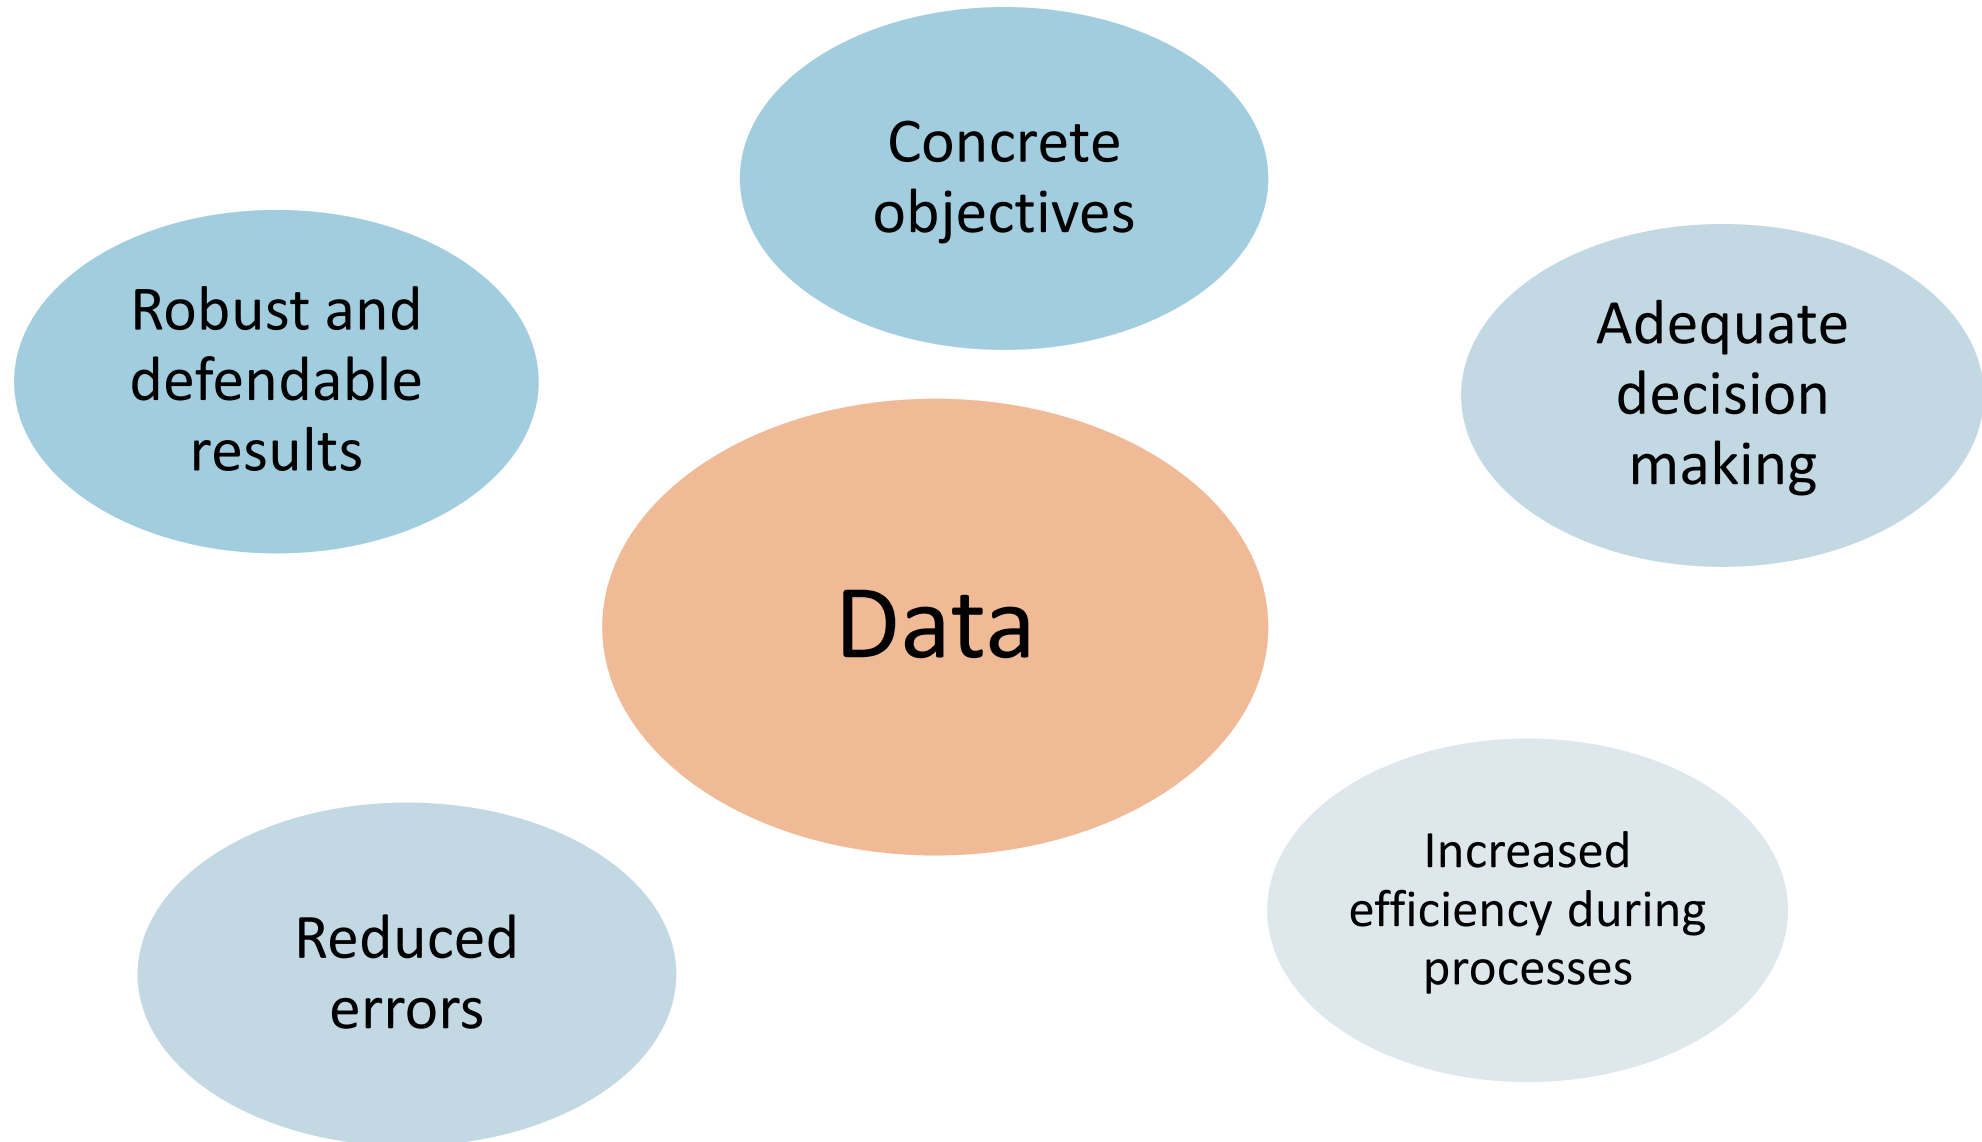 Concrete
objectives
Robust and
defendable
results
Adequate
decision
making
Data
Increased
efficiency during
processes
Reduced
errors